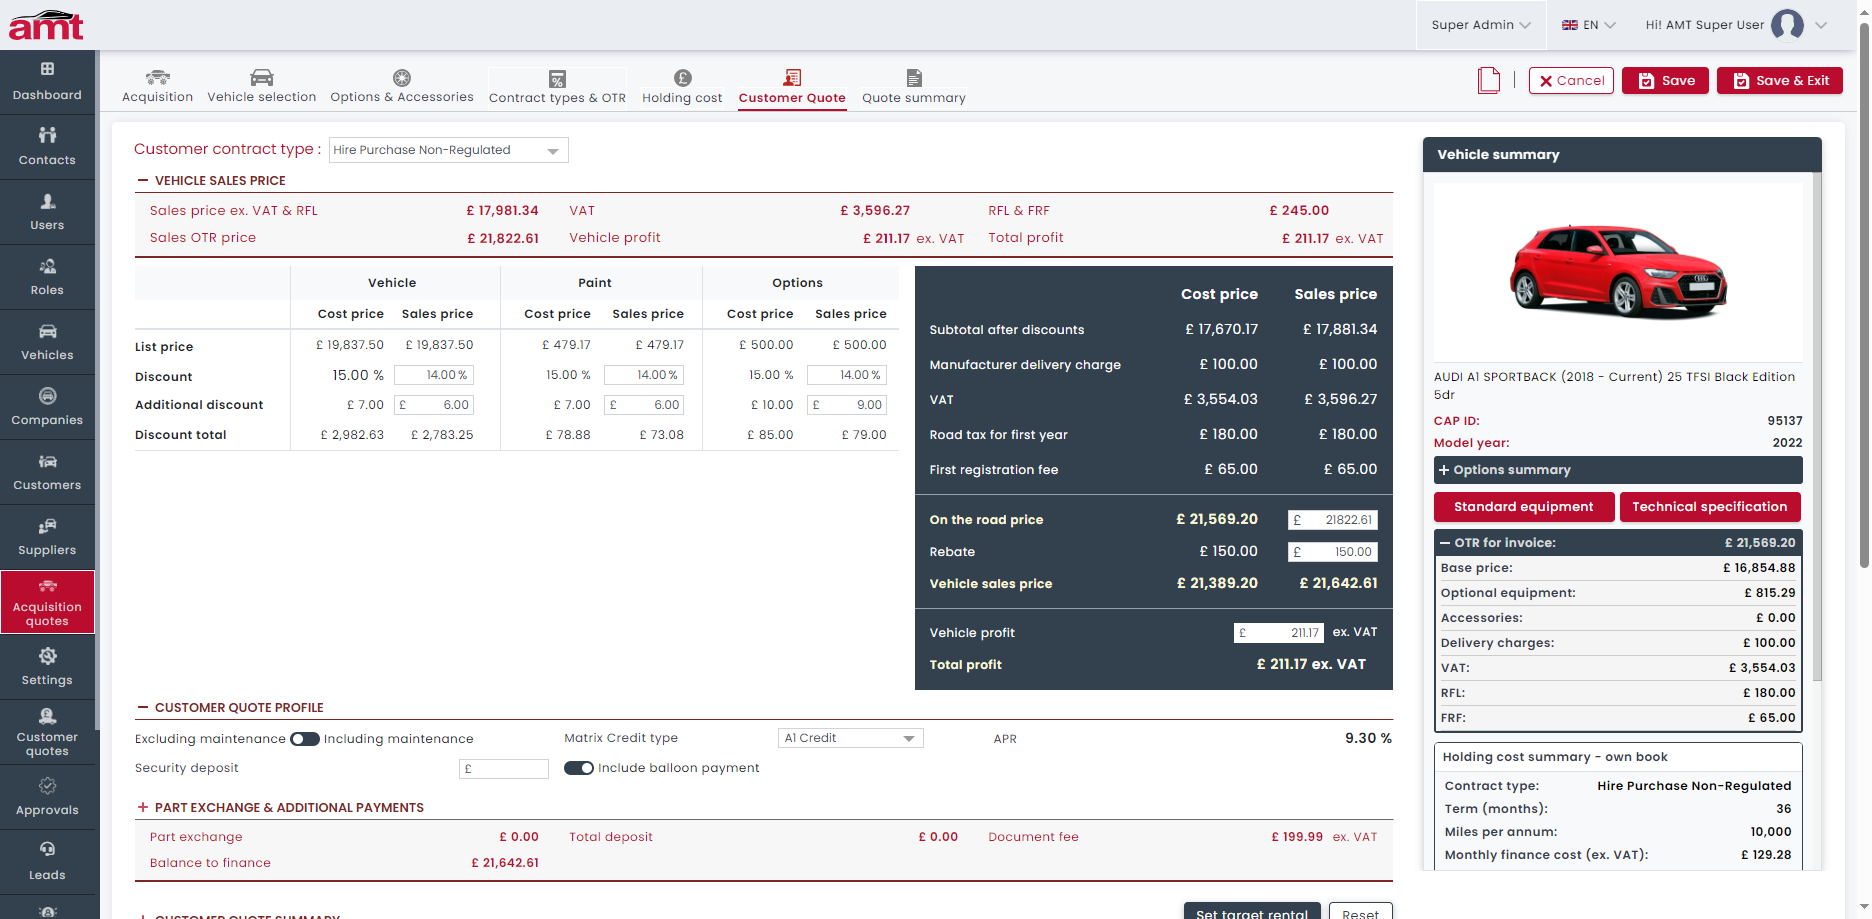 amt
Super Admin
EN
Hi! AMT Super User
Dashboard
Contacts
Users
Roles
Vehicles
Companies
Customers
Suppliers
Acquisition
quotes
Settings
Customer
quotes
Approvals
Leads
Acquisition
Vehicle selection
Options & Accessories
Contract types & OTR
Holding cost
Customer Quote
Quote summary
Cancel
Save
Save & Exit
Customer contract type : Hire Purchase Non-Regulated
VEHICLE SALES PRICE
Sales price ex. VAT & RFL £ 17,981.34 VAT £ 3,596.27 RFL & FRF £ 245.00
Sales OTR price £ 21,822.61 Vehicle profit £ 211.17 ex. VAT Total profit £ 211.17 ex. VAT
Vehicle Paint Options
Cost price Sales price Cost price Sales price Cost price Sales price
List price £ 19,837.50 £ 19,837.50 £ 479.17 £ 479.17 £ 500.00 £ 500.00
Discount 15.00 % 14.00 % 15.00 % 14.00 % 15.00 % 14.00 %
Additional discount £ 7.00 £ 6.00 £ 7.00 £ 6.00 £ 10.00 £ 9.00
Discount total £ 2,982.63 £ 2,783.25 £ 78.88 £ 73.08 £ 85.00 £ 79.00
Cost price Sales price
Subtotal after discounts £ 17,670.17 £ 17,881.34
Manufacturer delivery charge £ 100.00 £ 100.00
VAT £ 3,554.03 £ 3,596.27
Road tax for first year £ 180.00 £ 180.00
First registration fee £ 65.00 £ 65.00
On the road price £ 21,569.20 £ 21822.61
Rebate £ 150.00 £ 150.00
Vehicle sales price £ 21,389.20 £ 21,642.61
Vehicle profit £ 211.17 ex. VAT
Total profit £ 211.17 ex. VAT
CUSTOMER QUOTE PROFILE
Excluding maintenance Including maintenance Matrix Credit type A1 Credit APR 9.30 %
Security deposit £ Include balloon payment
PART EXCHANGE & ADDITIONAL PAYMENTS
Part exchange £ 0.00 Total deposit £ 0.00 Document fee £ 199.99 ex. VAT
Balance to finance £ 21,642.61
CUSTOMER QUOTE SUMMARY
Set target rental
Reset
Vehicle summary
AUDI A1 SPORTBACK (2018 - Current) 25 TFSI Black Edition
5dr
CAP ID: 95137
Model year: 2022
Options summary
Standard equipment
Technical specification
OTR for invoice: £ 21,569.20
Base price: £ 16,854.88
Optional equipment: £ 815.29
Accessories: £ 0.00
Delivery charges: £ 100.00
VAT: £ 3,554.03
RFL: £ 180.00
FRF: £ 65.00
Holding cost summary - own book
Contract type: Hire Purchase Non-Regulated
Term (months): 36
Miles per annum: 10,000
Monthly finance cost (ex. VAT): £ 129.28